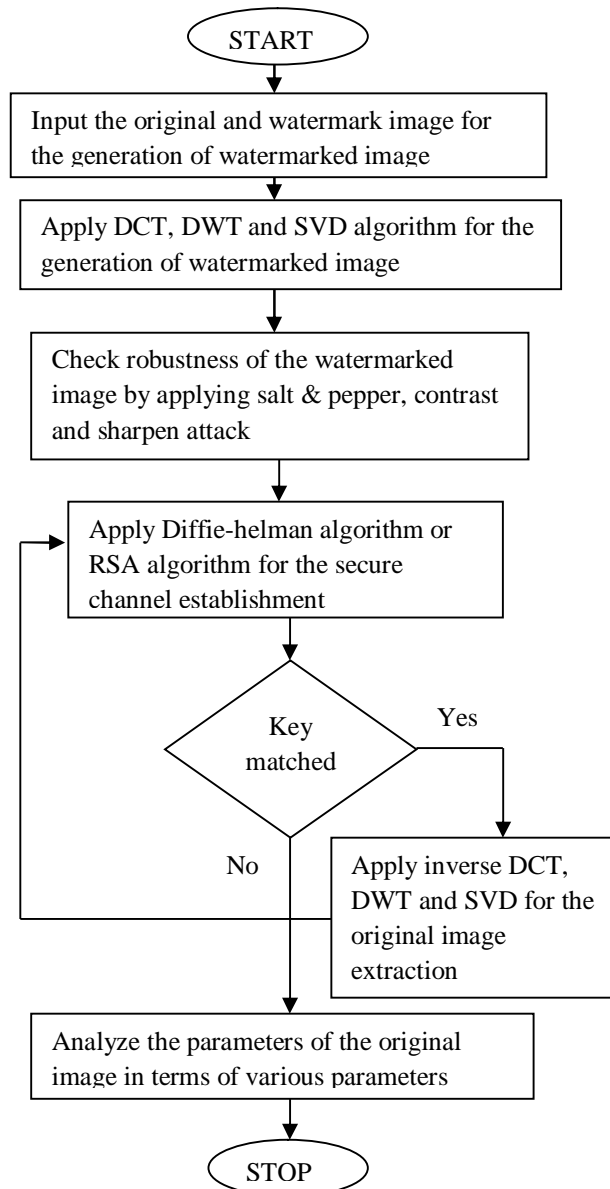 START
Input the original and watermark image for
the generation of watermarked image
Apply DCT, DWT and SVD algorithm for the
generation of watermarked image
Check robustness of the watermarked
image by applying salt & pepper, contrast
and sharpen attack
Apply Diffie-helman algorithm or
RSA algorithm for the secure
channel establishment
Key
matched
Yes
No
Apply inverse DCT,
DWT and SVD for the
original image
extraction
Analyze the parameters of the original
image in terms of various parameters
STOP